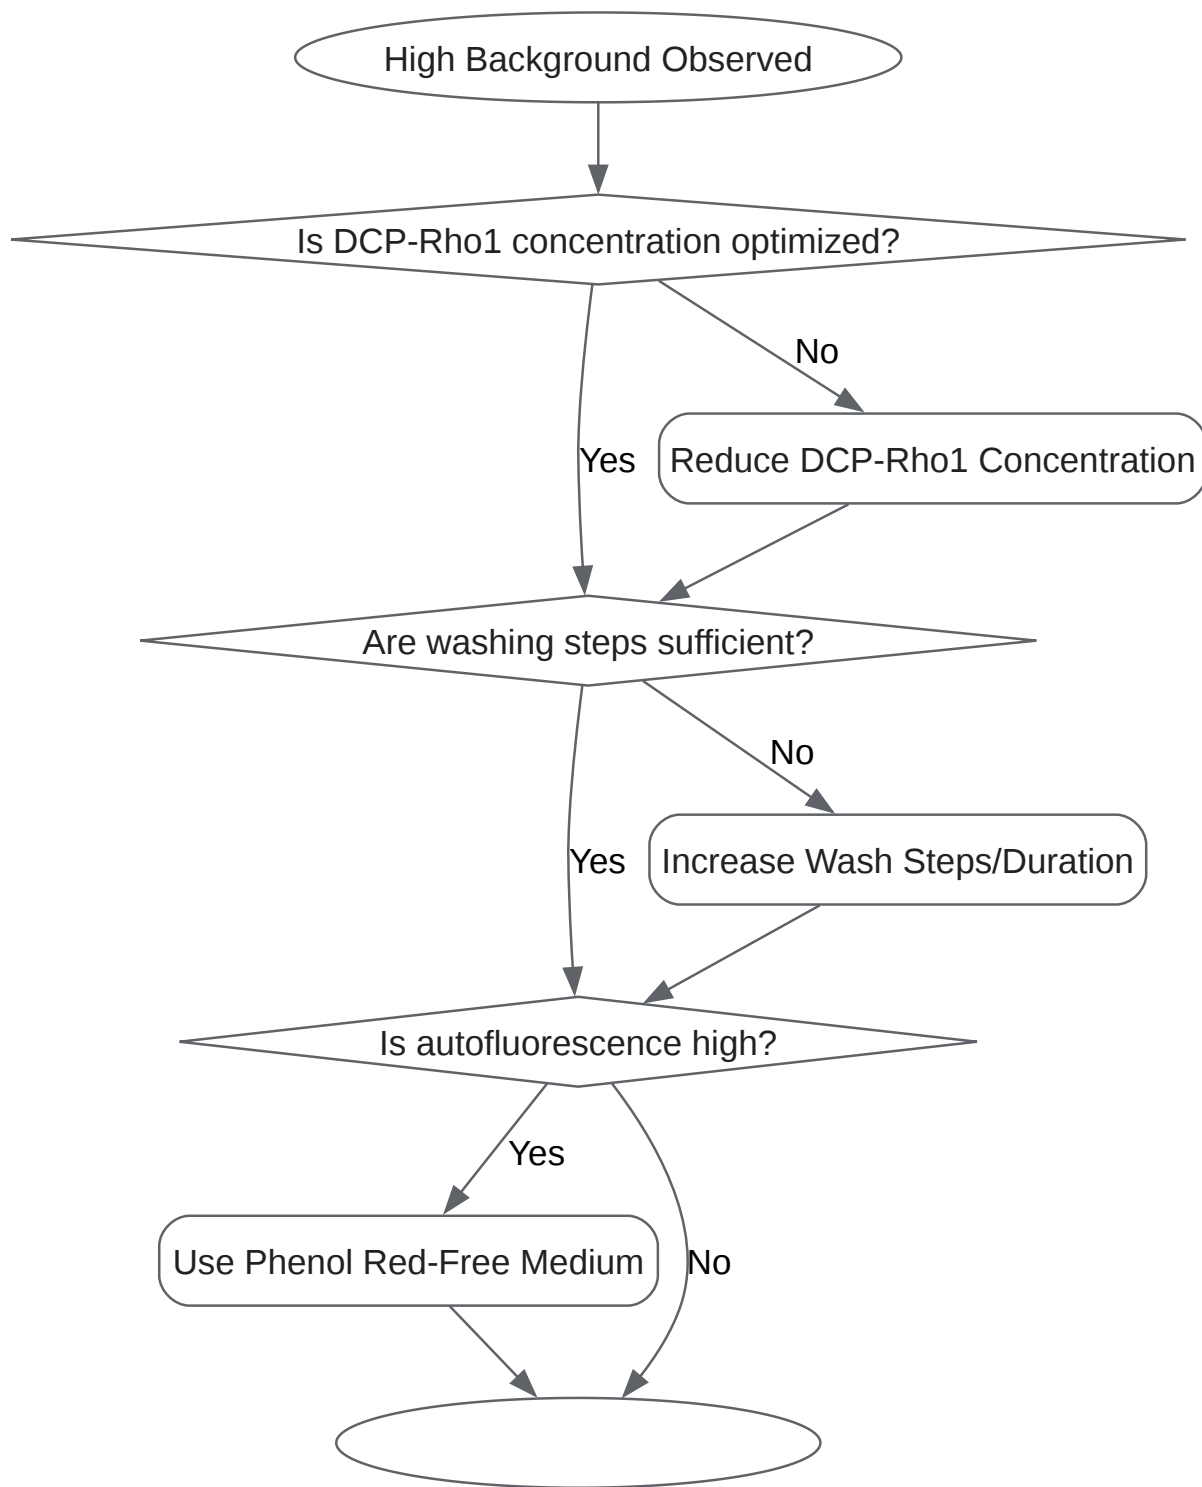 High Background Observed
Is DCP-Rho1 concentration optimized?
No
Yes
Reduce DCP-Rho1 Concentration
Are washing steps sufficient?
No
Yes
Increase Wash Steps/Duration
Is autofluorescence high?
Yes
Use Phenol Red-Free Medium
No